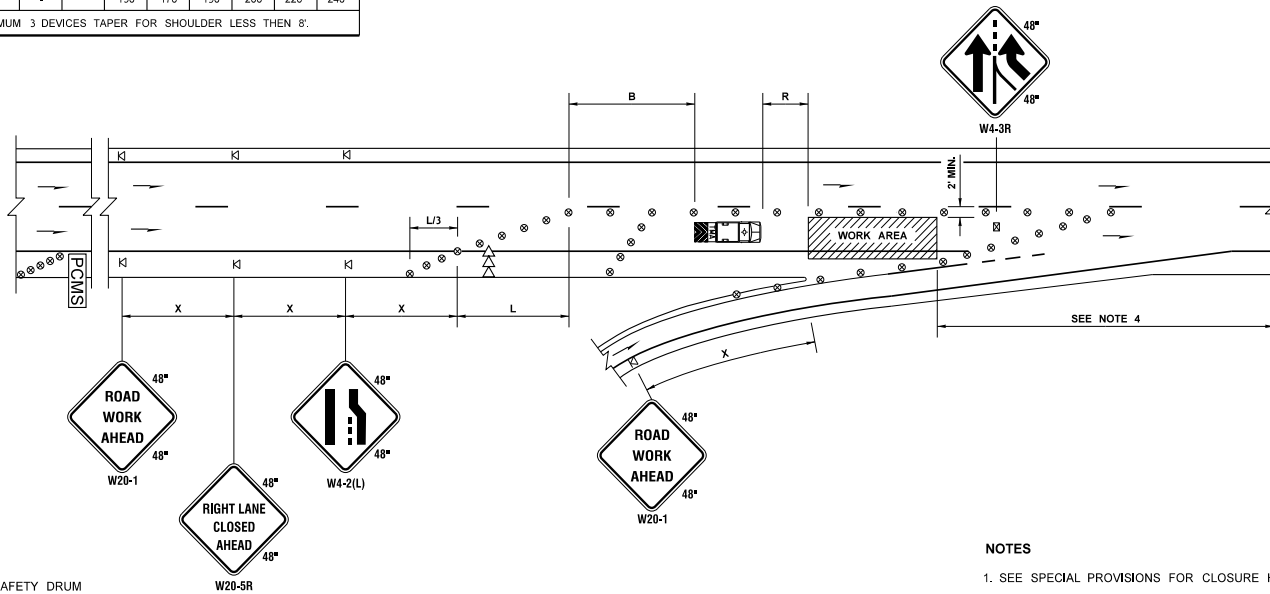 190 170 190 200 220 240
MUM 3 DEVICES TAPER FOR SHOULDER LESS THEN 8'.
48"
48"
W4-3R
B
R
2' MIN.
L/3
TMA
WORK AREA
PCMS
X
X
X
L
SEE NOTE 4
X
ROAD
WORK
AHEAD
48"
48"
W20-1
RIGHT LANE
CLOSED
AHEAD
48"
48"
W20-5R
48"
48"
W4-2(L)
ROAD
WORK
AHEAD
48"
48"
W20-1
AFETY DRUM
NOTES
1. SEE SPECIAL PROVISIONS FOR CLOSURE H